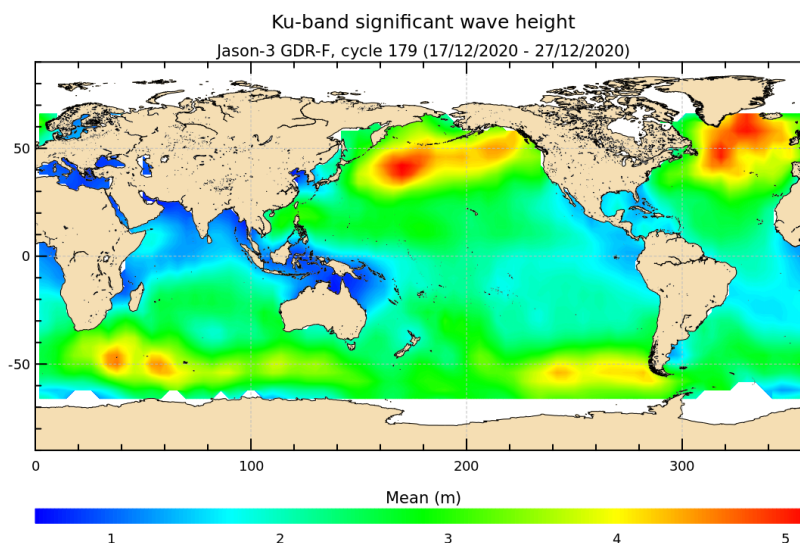 Ku-band significant wave height
Jason-3 GDR-F, cycle 179 (17/12/2020 - 27/12/2020)
50
0
-50
0 100 200 300
Mean (m)
1 2 3 4 5